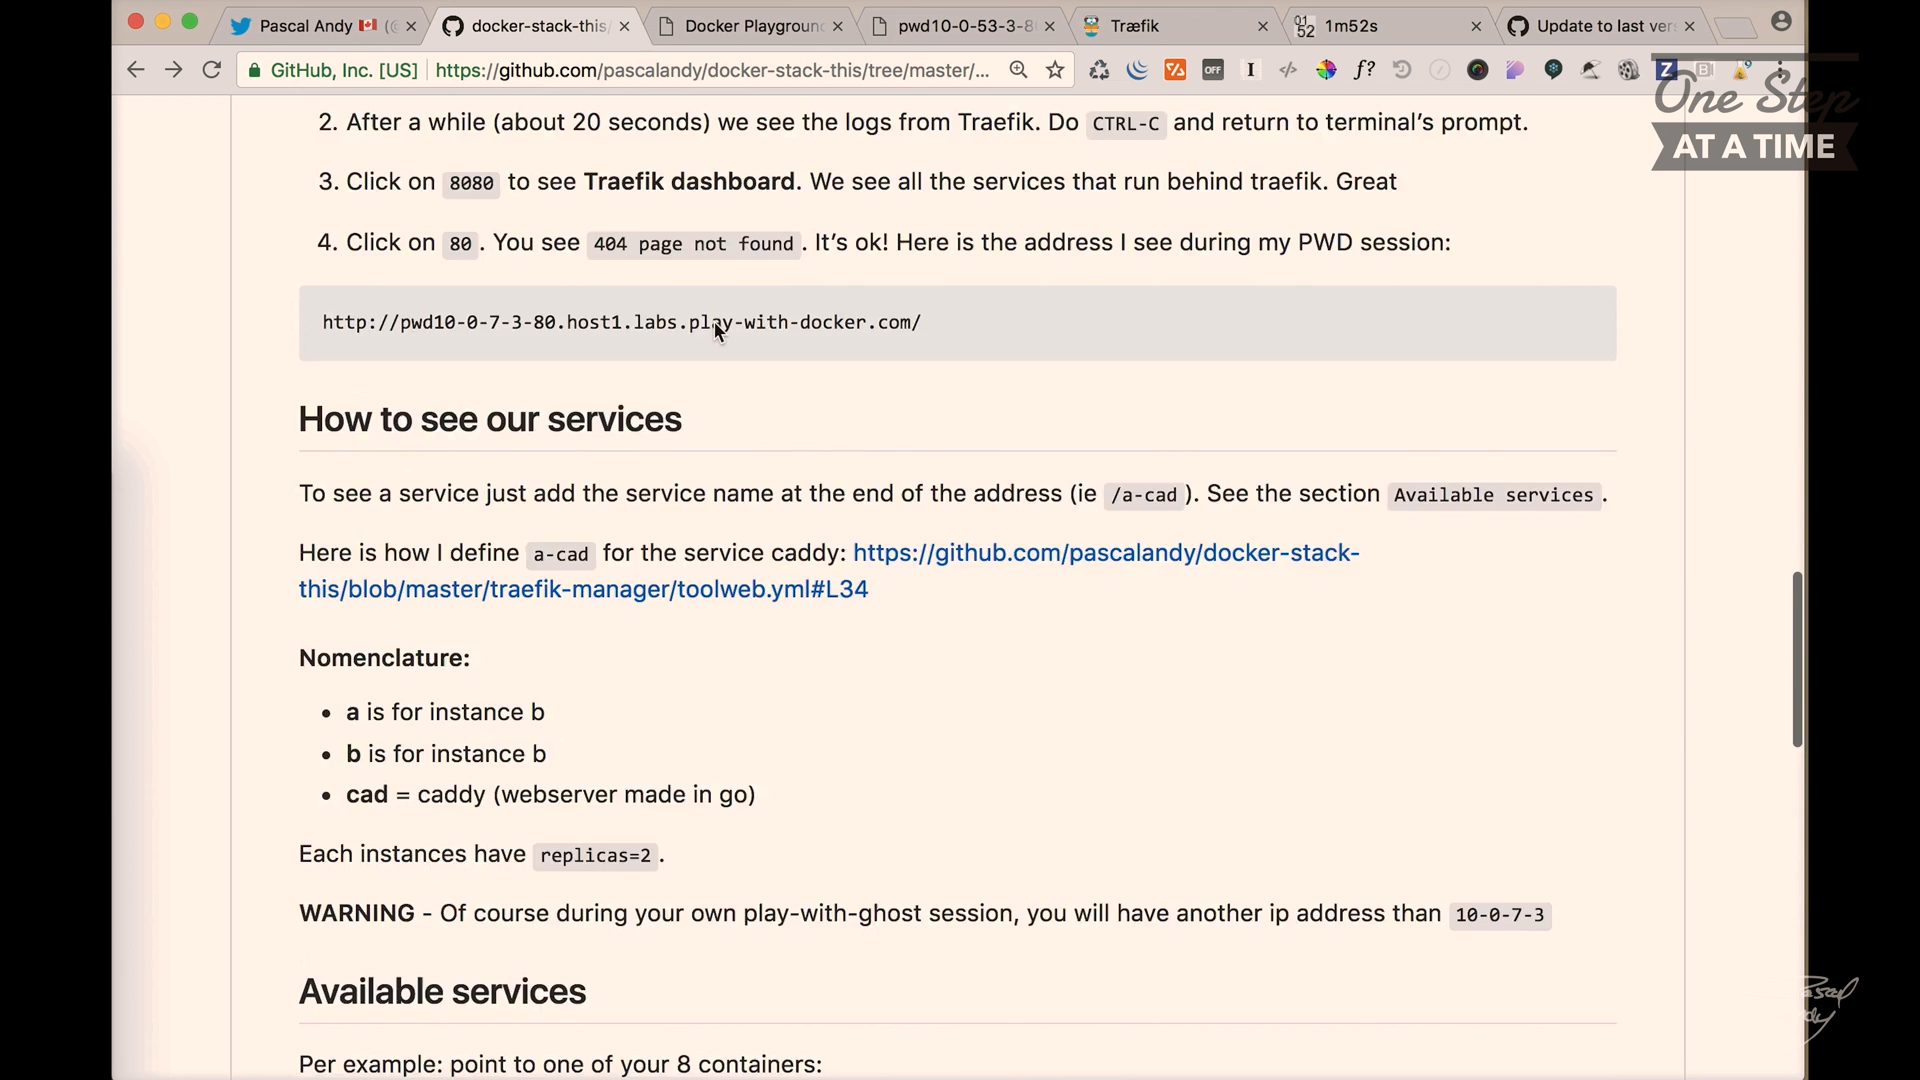 Pascal Andy 🇨🇦 (@
docker-stack-this/
Docker Playground
pwd10-0-53-3-8
Træfik
01 52
1m52s
Update to last ver
GitHub, Inc. [US]
https://github.com/pascalandy/docker-stack-this/tree/master/...
OFF
I
</>
f?
Z
B
9
One Step
AT A TIME
2. After a while (about 20 seconds) we see the logs from Traefik. Do CTRL-C and return to terminal’s prompt.
3. Click on 8080 to see Traefik dashboard. We see all the services that run behind traefik. Great
4. Click on 80 . You see 404 page not found . It’s ok! Here is the address I see during my PWD session:
http://pwd10-0-7-3-80.host1.labs.play-with-docker.com/
How to see our services
To see a service just add the service name at the end of the address (ie /a-cad ). See the section Available services .
Here is how I define a-cad for the service caddy: https://github.com/pascalandy/docker-stack-
this/blob/master/traefik-manager/toolweb.yml#L34
Nomenclature:
• a is for instance b
• b is for instance b
• cad = caddy (webserver made in go)
Each instances have replicas=2 .
WARNING - Of course during your own play-with-ghost session, you will have another ip address than 10-0-7-3
Available services
Per example: point to one of your 8 containers: